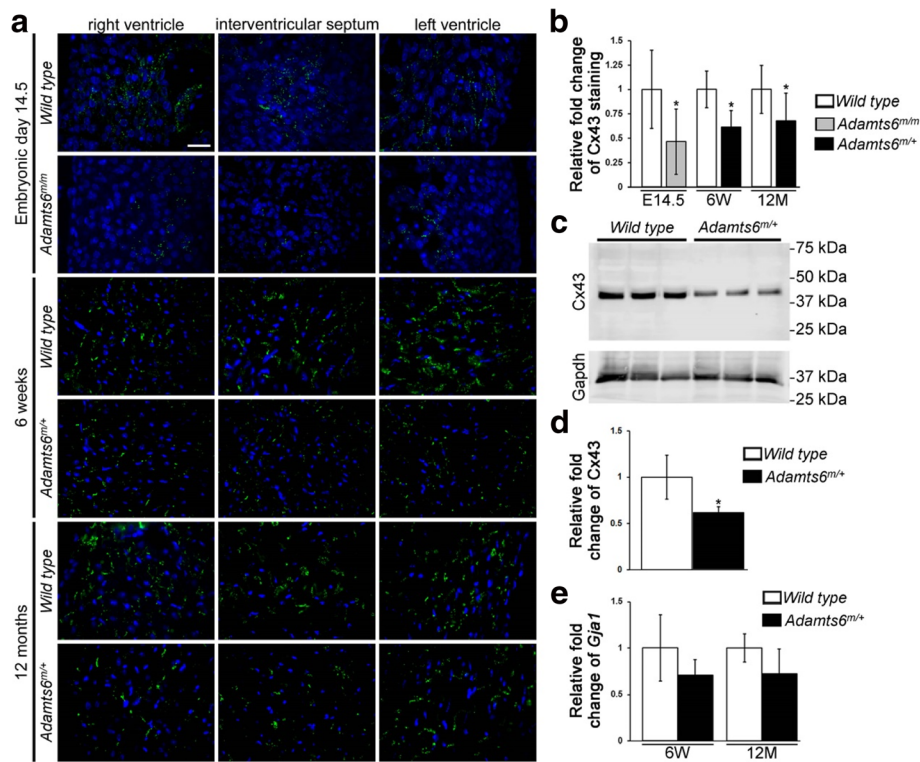 a
right ventricle interventricular septum left ventricle
Embryonic day 14.5
Wild type
Adamts6m/m
6 weeks
Wild type
Adamts6m/+
12 months
Wild type
Adamts6m/+
b
Relative fold change
of Cx43 staining
1.5
1.25
1
0.75
0.5
0.25
0
* * *
E14.5 6W 12M
Wild type
Adamts6m/m
Adamts6m/+
c
Wild type Adamts6m/+
Cx43
-75 kDa
-50 kDa
-37 kDa
-25 kDa
Gapdh
-37 kDa
-25 kDa
d
Relative fold
change of Cx43
1.5
1
0.5
0
*
Wild type
Adamts6m/+
e
Relative fold
change of Gja1
1.5
1
0.5
0
6W 12M
Wild type
Adamts6m/+